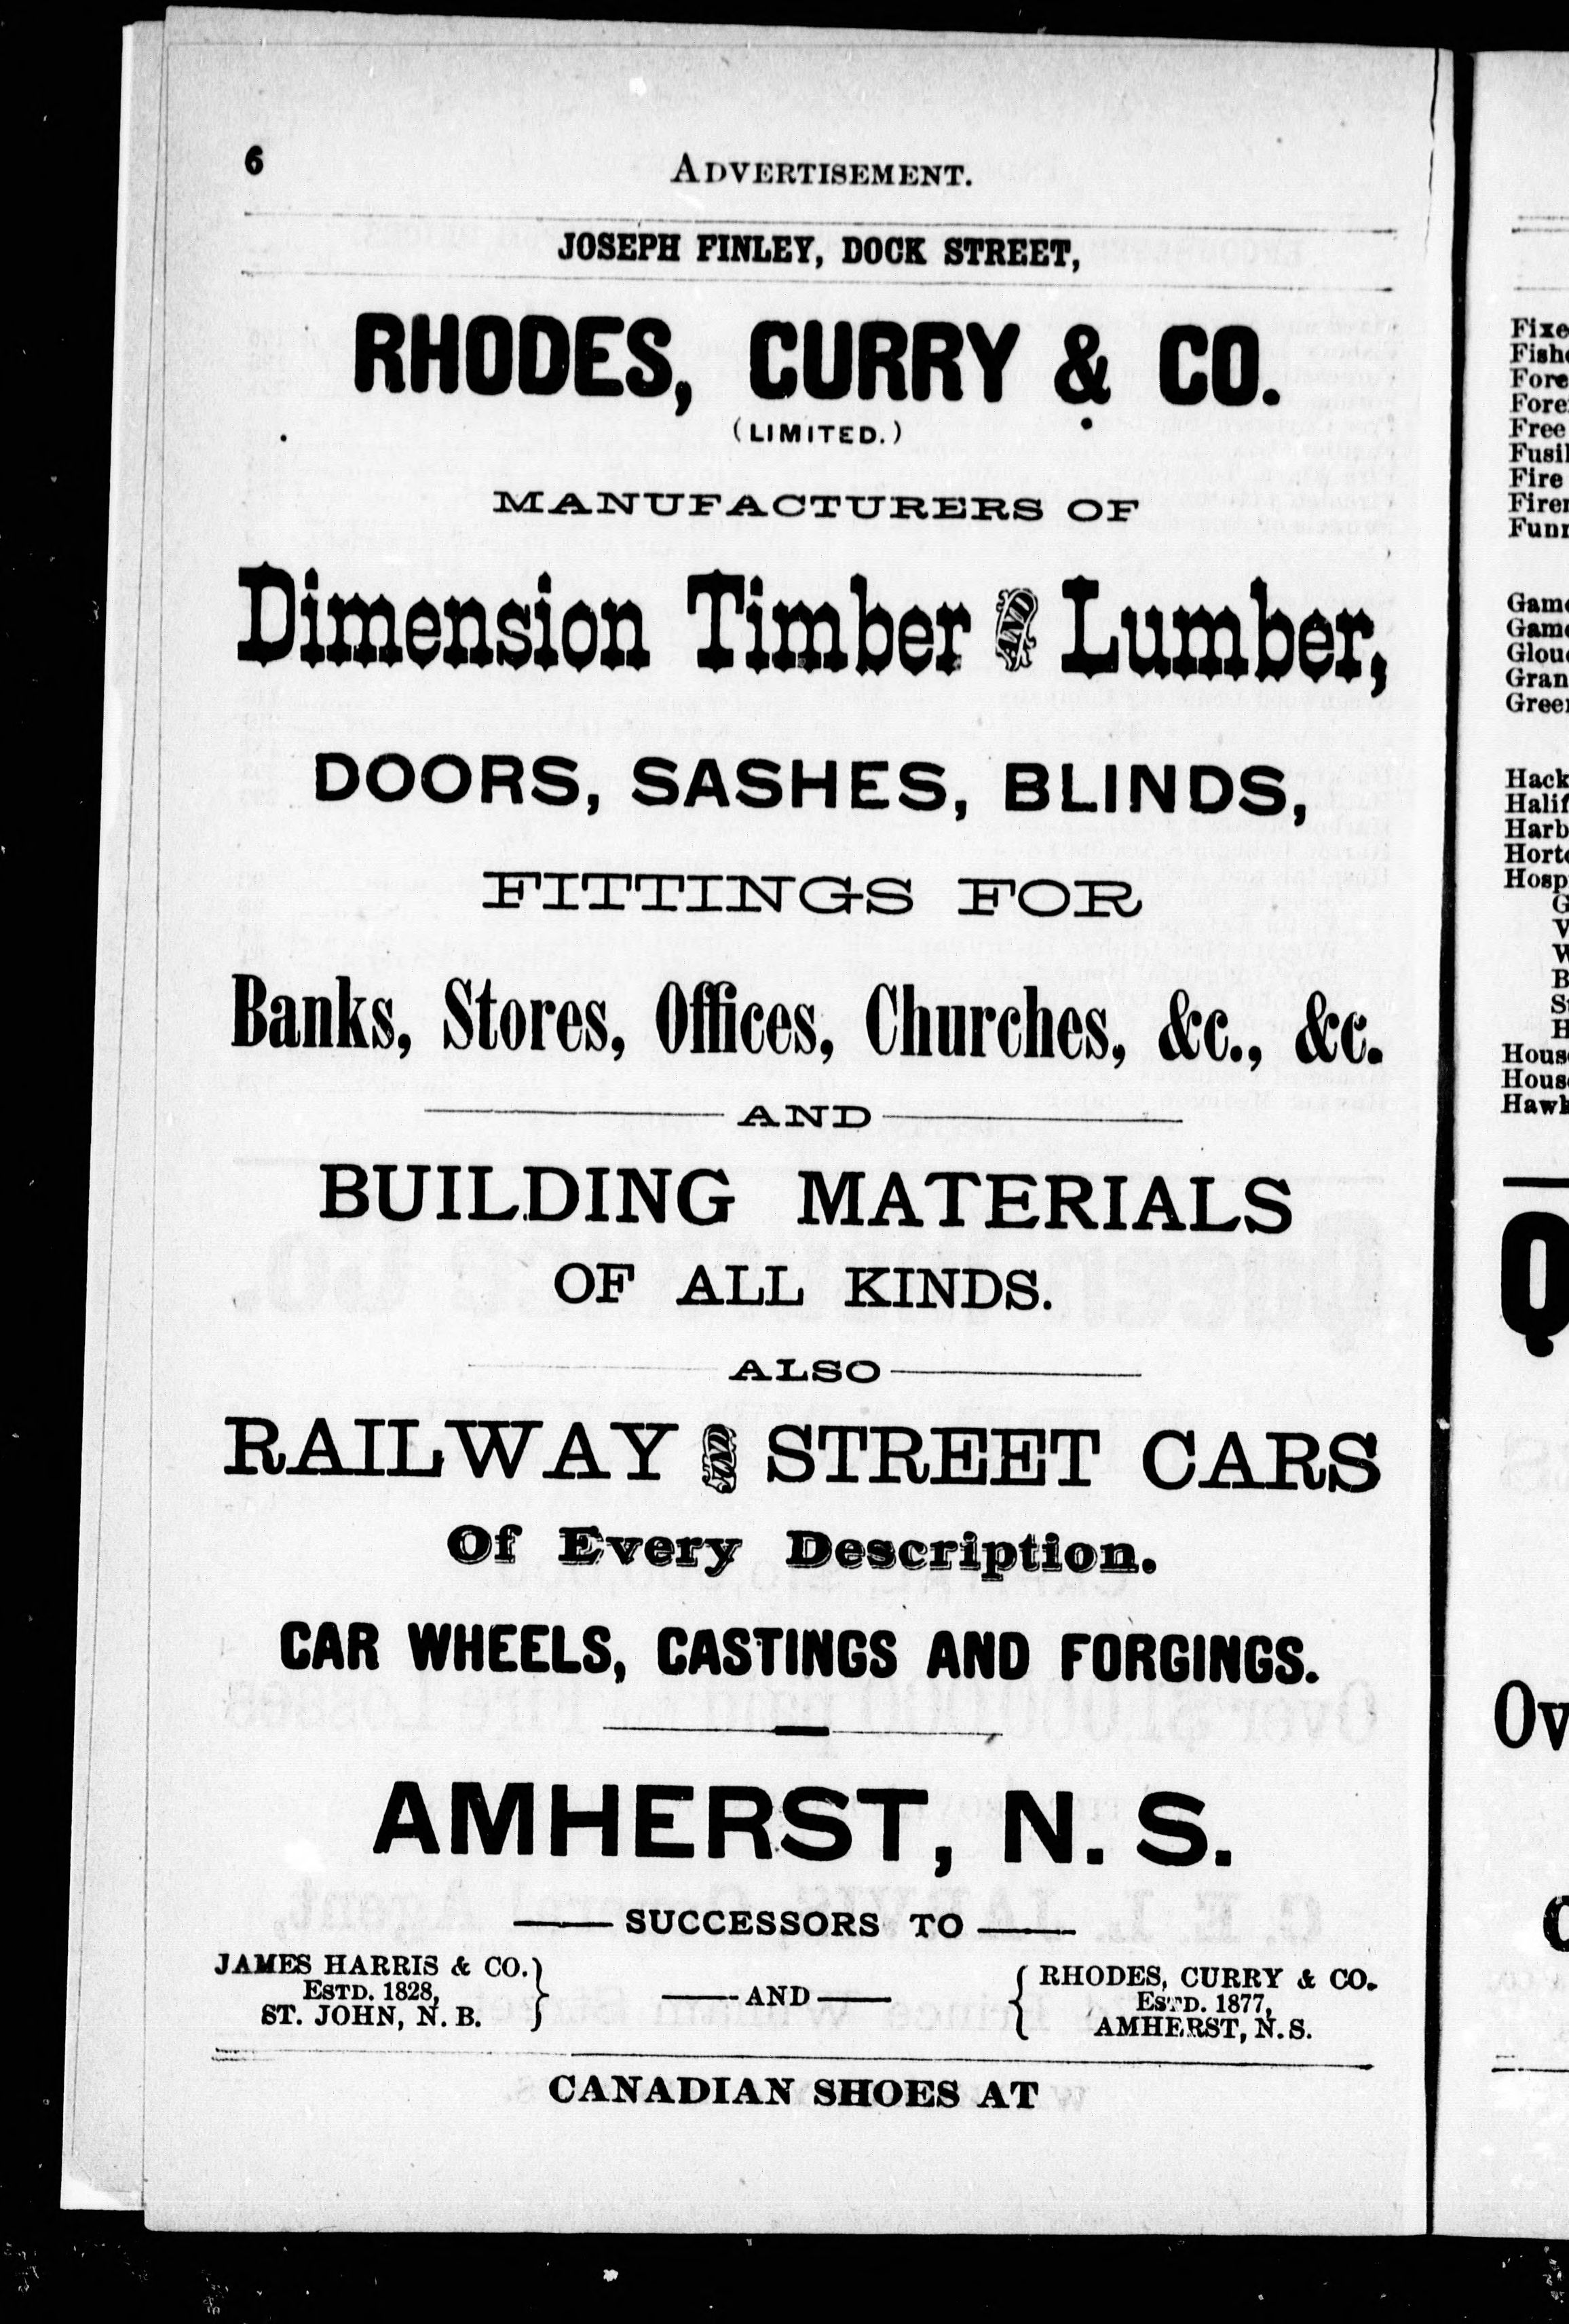 6
ADVERTISEMENT.
JOSEPH FINLEY, DOCK STREET,
RHODES, CURRY & CO.
(LIMITED.)
MANUFACTURERS OF
Dimension Timber AND Lumber,
DOORS, SASHES, BLINDS,
FITTINGS FOR
Banks, Stores, Offices, Churches, &c., &c.
AND
BUILDING MATERIALS
OF ALL KINDS.
ALSO
RAILWAY AND STREET CARS
Of Every Description.
CAR WHEELS, CASTINGS AND FORGINGS.
AMHERST, N. S.
SUCCESSORS TO
JAMES HARRIS & CO.
ESTD. 1828,
ST. JOHN, N. B.
AND
RHODES, CURRY & CO.
ESTD. 1877,
AMHERST, N. S.
CANADIAN SHOES AT
Free
Fire
Q